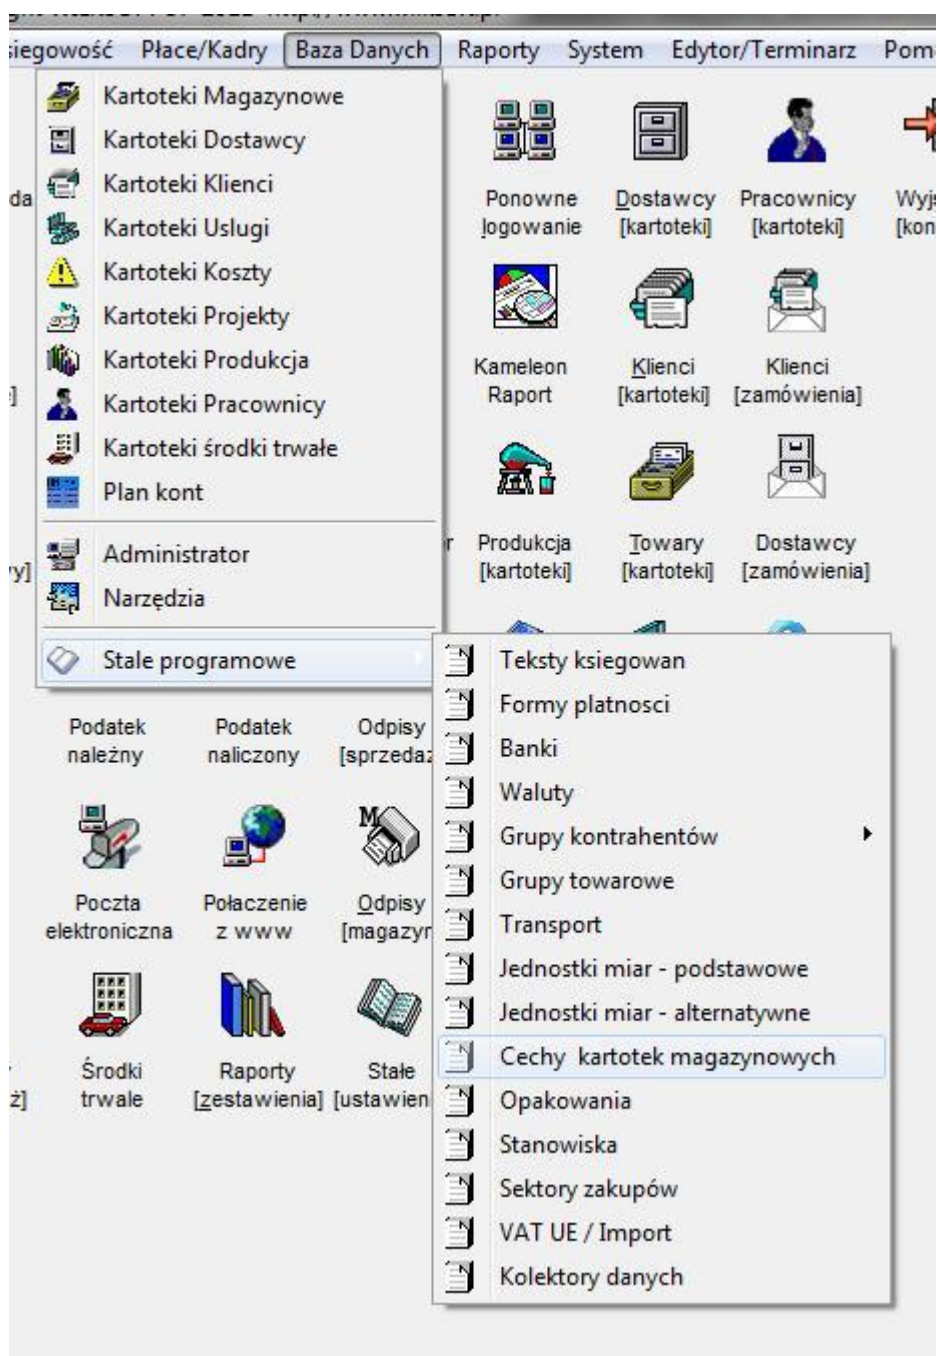 Płace/Kadry Baza Danych Raporty System Edytor/Terminarz
Kartoteki Magazynowe
Kartoteki Dostawcy
Kartoteki Klienci
Kartoteki Uslugi
Kartoteki Koszty
Kartoteki Projekty
Kartoteki Produkcja
Kartoteki Pracownicy
Kartoteki środki trwałe
Plan kont
Administrator
Narzędzia
Stale programowe
Ponowne Dostawcy Pracownicy
logowanie [kartoteki] [kartoteki]
Kameleon Klienci Klienci
Raport [kartoteki] [zamówienia]
Produkcja Towary Dostawcy
[kartoteki] [kartoteki] [zamówienia]
Teksty ksiegowan
Formy platnosci
Banki
Waluty
Grupy kontrahentów
Grupy towarowe
Transport
Jednostki miar - podstawowe
Jednostki miar - alternatywne
Cechy kartotek magazynowych
Opakowania
Stanowiska
Sektory zakupów
VAT UE / Import
Kolektory danych
Podatek Podatek Odpisy
należny naliczony [sprzedaż
Poczta Połaczenie Odpisy
elektroniczna z www [magazyn
Środki Raporty Stałe
trwale [zestawienia] [ustawien